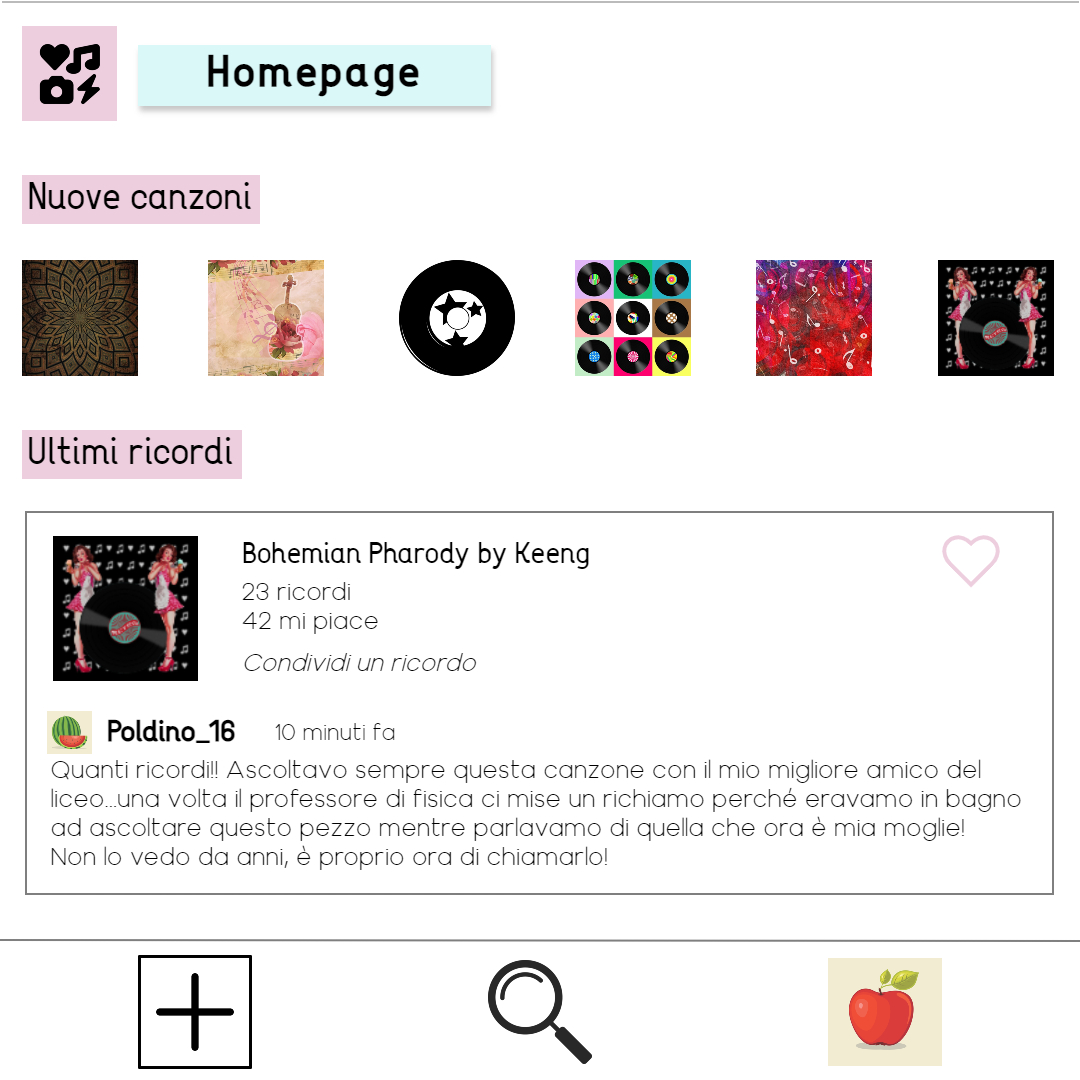 Homepage
Nuove canzoni
Ultimi ricordi
Bohemian Pharody by Keeng
23 ricordi
42 mi piace
Condividi un ricordo
Poldino_16 10 minuti fa
Quanti ricordi!! Ascoltavo sempre questa canzone con il mio migliore amico del
liceo...una volta il professore di fisica ci mise un richiamo perché eravamo in bagno
ad ascoltare questo pezzo mentre parlavamo di quella che ora è mia moglie!
Non lo vedo da anni, è proprio ora di chiamarlo!